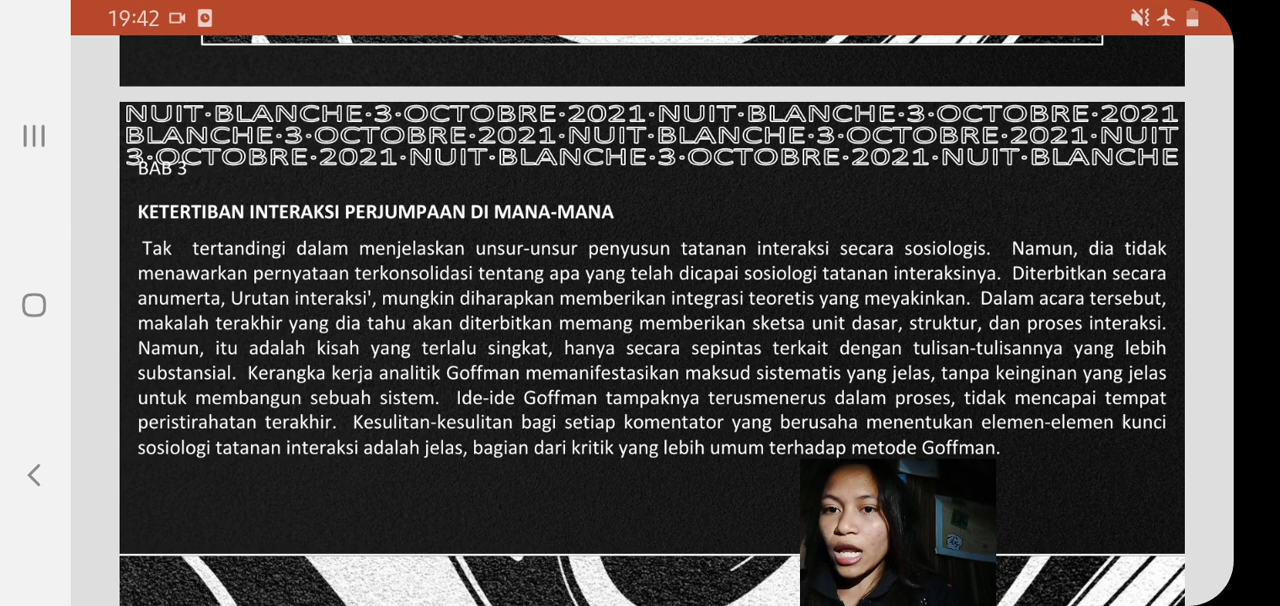 19:42
NUIT·BLANCHE·3·OCTOBRE·2021·NUIT·BLANCHE·3·OCTOBRE·2021
BLANCHE·3·OCTOBRE·2021·NUIT·BLANCHE·3·OCTOBRE·2021·NUIT
3·OCTOBRE·2021·NUIT·BLANCHE·3·OCTOBRE·2021·NUIT·BLANCHE
BAB 3
KETERTIBAN INTERAKSI PERJUMPAAN DI MANA-MANA
Tak tertandingi dalam menjelaskan unsur-unsur penyusun tatanan interaksi secara sosiologis. Namun, dia tidak
menawarkan pernyataan terkonsolidasi tentang apa yang telah dicapai sosiologi tatanan interaksinya. Diterbitkan secara
anumerta, Urutan interaksi', mungkin diharapkan memberikan integrasi teoretis yang meyakinkan. Dalam acara tersebut,
makalah terakhir yang dia tahu akan diterbitkan memang memberikan sketsa unit dasar, struktur, dan proses interaksi.
Namun, itu adalah kisah yang terlalu singkat, hanya secara sepintas terkait dengan tulisan-tulisannya yang lebih
substansial. Kerangka kerja analitik Goffman memanifestasikan maksud sistematis yang jelas, tanpa keinginan yang jelas
untuk membangun sebuah sistem. Ide-ide Goffman tampaknya terusmenerus dalam proses, tidak mencapai tempat
peristirahatan terakhir. Kesulitan-kesulitan bagi setiap komentator yang berusaha menentukan elemen-elemen kunci
sosiologi tatanan interaksi adalah jelas, bagian dari kritik yang lebih umum terhadap metode Goffman.